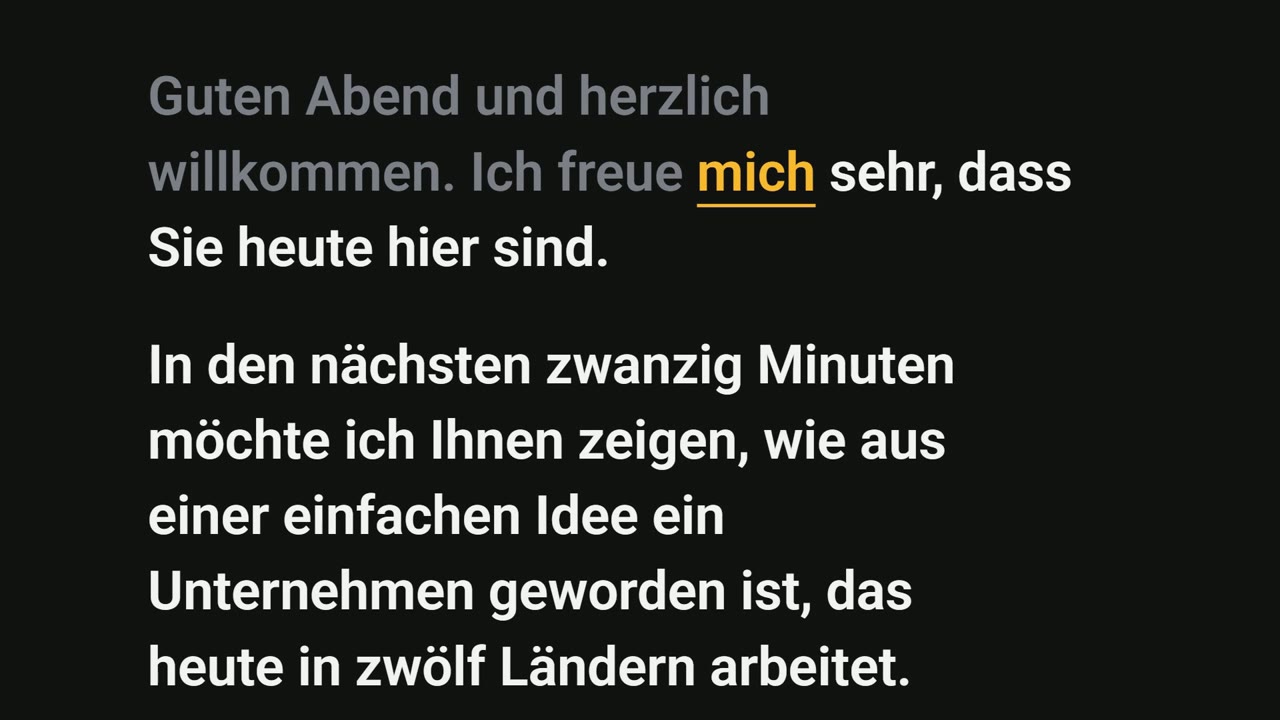 Guten Abend und herzlich
willkommen. Ich freue mich sehr, dass
Sie heute hier sind.
In den nächsten zwanzig Minuten
möchte ich Ihnen zeigen, wie aus
einer einfachen Idee ein
Unternehmen geworden ist, das
heute in zwölf Ländern arbeitet.